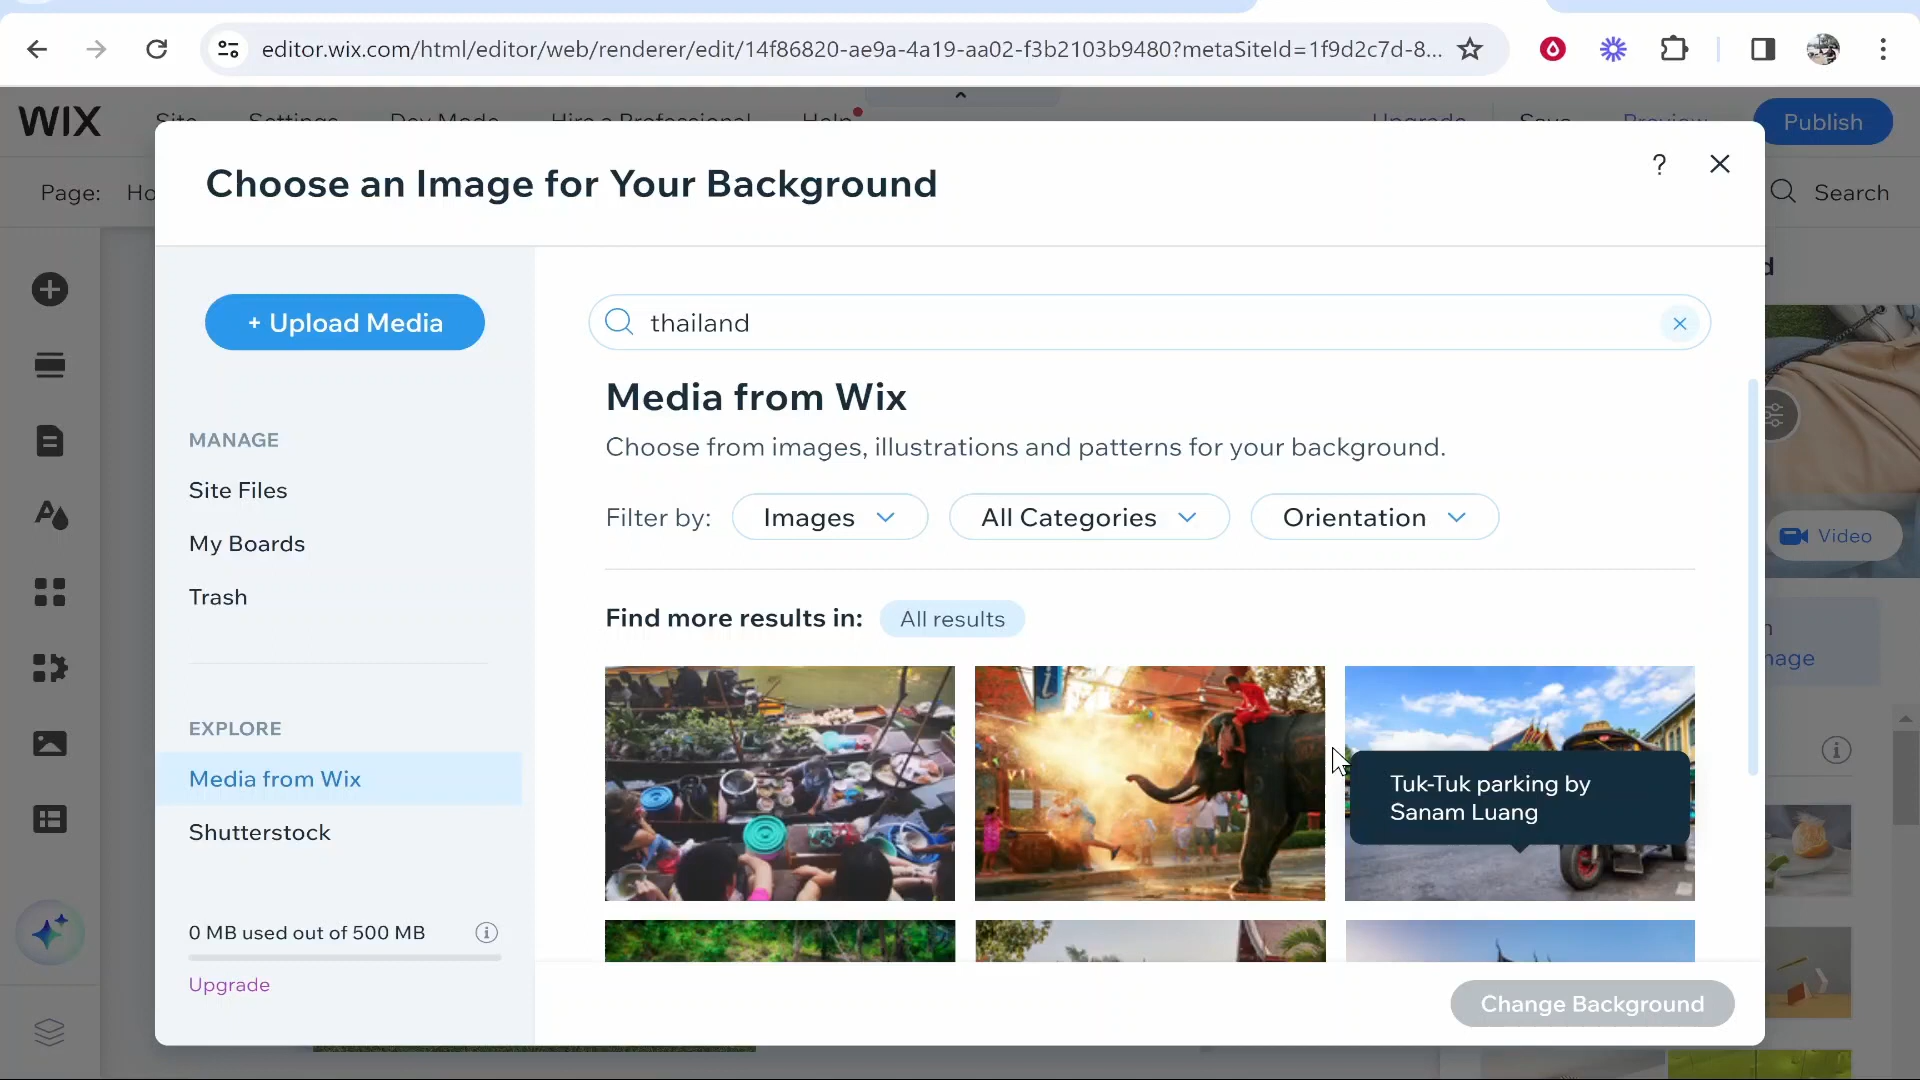 editor.wix.com/html/editor/web/renderer/edit/14f86820-ae9a-4a19-aa02-f3b2103b9480?metaSiteId=1f9d2c7d-8...
WIX
Site
Settings
Dev Mode
Hire a Professional
Help
Upgrade
Save
Preview
Publish
Page:
Ho
Search
Choose an Image for Your Background
?
+ Upload Media
thailand
Media from Wix
Choose from images, illustrations and patterns for your background.
MANAGE
Site Files
My Boards
Trash
Filter by:
Images
All Categories
Orientation
Video
Find more results in:
All results
EXPLORE
Media from Wix
Shutterstock
Tuk-Tuk parking by
Sanam Luang
0 MB used out of 500 MB
Upgrade
Change Background